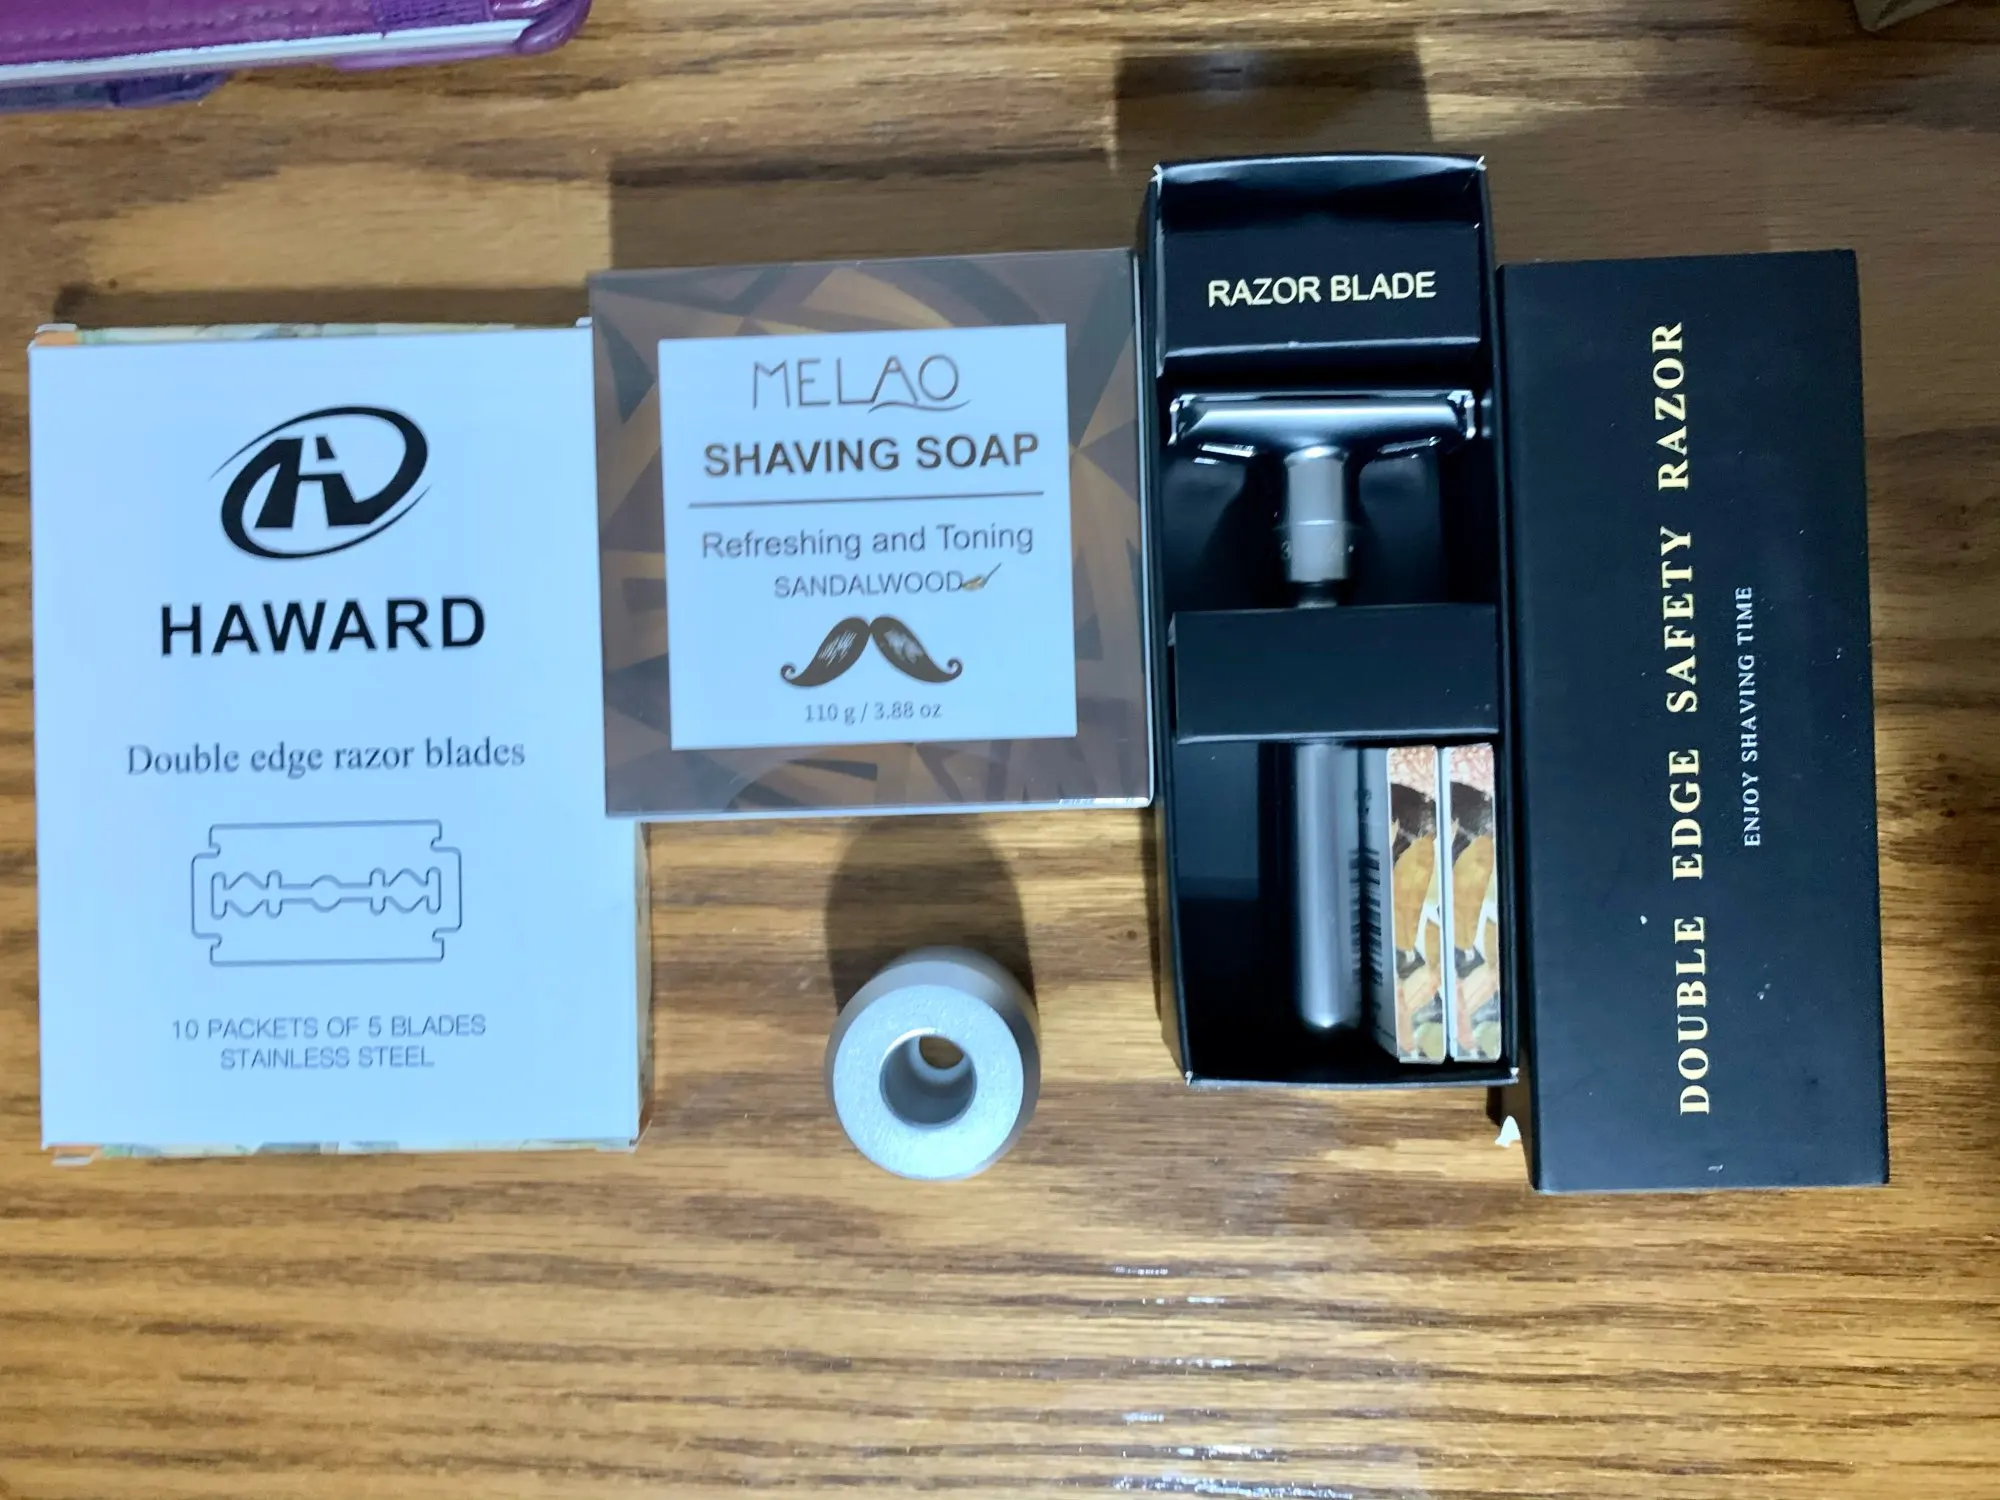 HAWARD
Double edge razor blades
10 PACKETS OF 5 BLADES
STAINLESS STEEL
MELAO
SHAVING SOAP
Refreshing and Toning
SANDALWOOD
110 g / 3.88 oz
RAZOR BLADE
DOUBLE EDGE SAFETY RAZOR
ENJOY SHAVING TIME